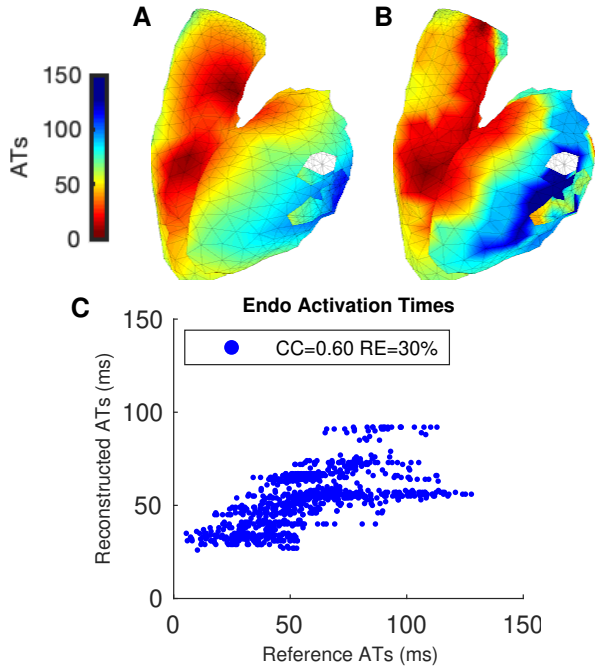 A
B
150
100
50
0
ATs
C
Endo Activation Times
150
100
50
0
CC=0.60 RE=30%
Reconstructed ATs (ms)
0
50
100
150
Reference ATs (ms)